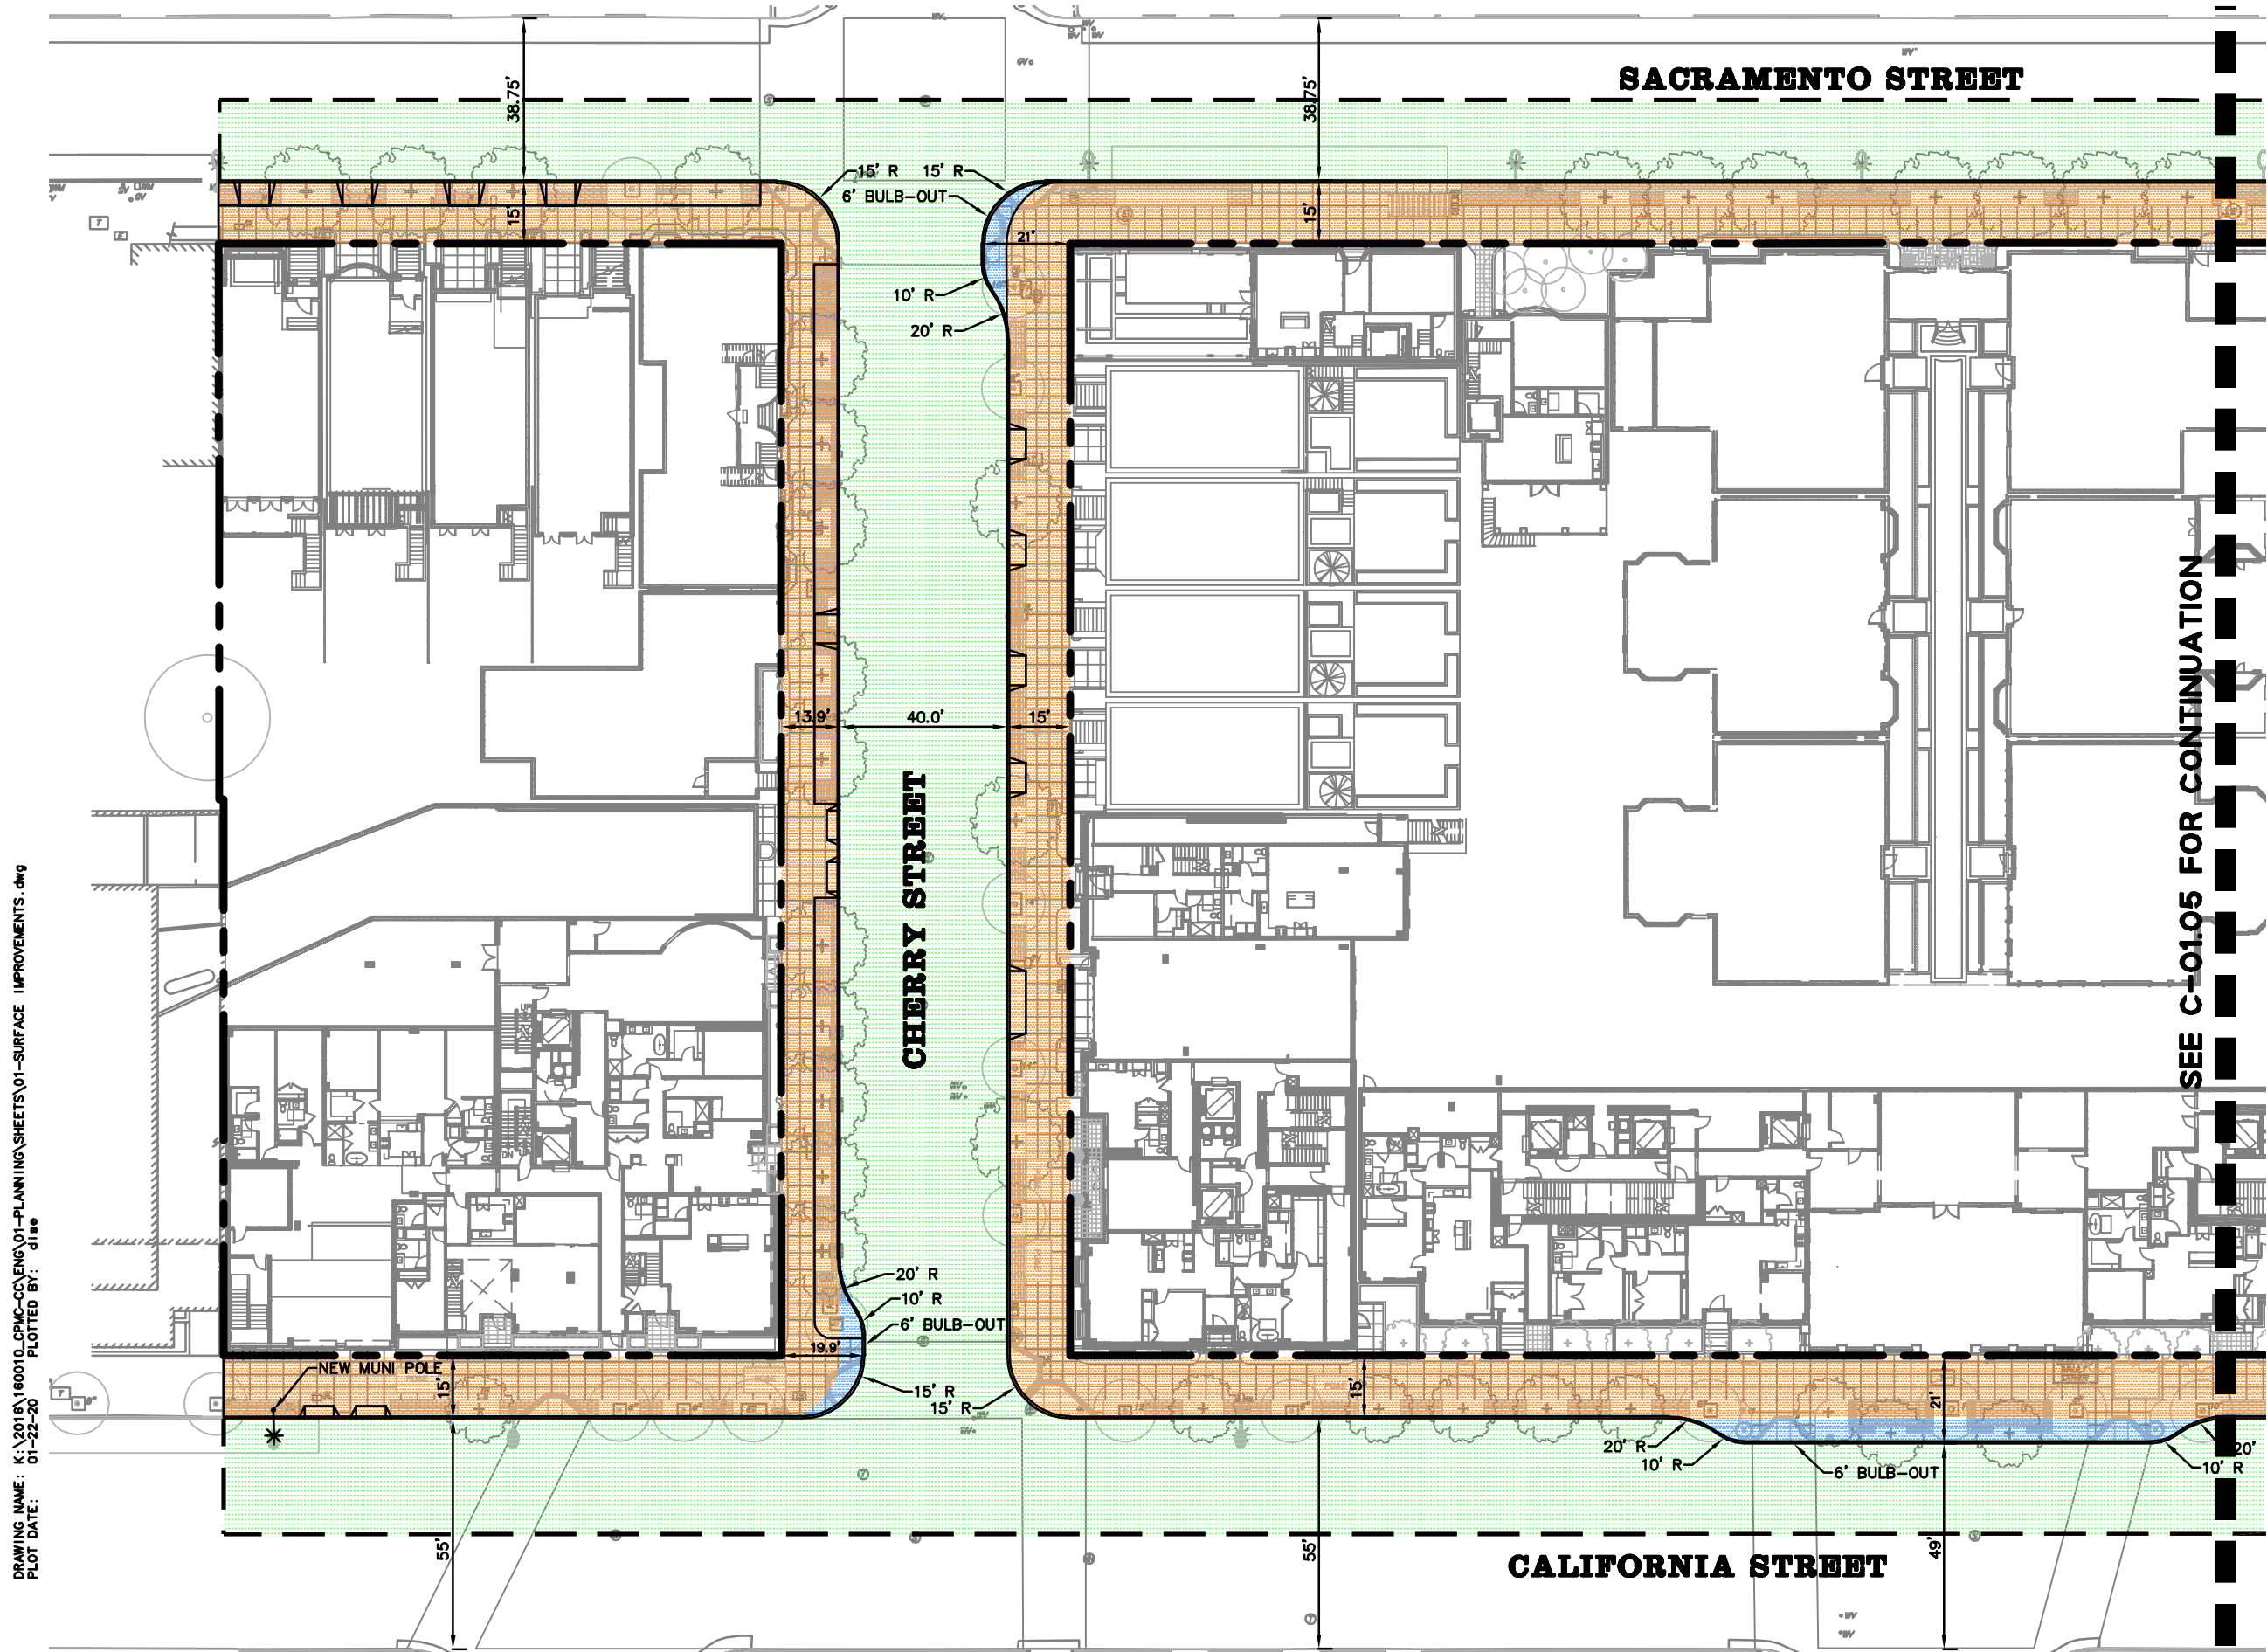 SACRAMENTO STREET
38.75'
38.75'
15' R
15' R
6' BULB-OUT
15'
15'
21'
10' R
20' R
13.9'
40.0'
15'
CHERRY STREET
SEE C-01.05 FOR CONTINUATION
UP
DN
20' R
10' R
6' BULB-OUT
19.9'
NEW MUNI POLE
15'
15' R
15' R
15'
21'
20' R
10' R
6' BULB-OUT
20'
10' R
55'
55'
49'
CALIFORNIA STREET
DRAWING NAME: K:\2016\160010_CPMC-CC\ENG\01-PLANNING\SHEETS\01-SURFACE IMPROVEMENTS.dwg
PLOT DATE: 01-22-20 PLOTTED BY: dise